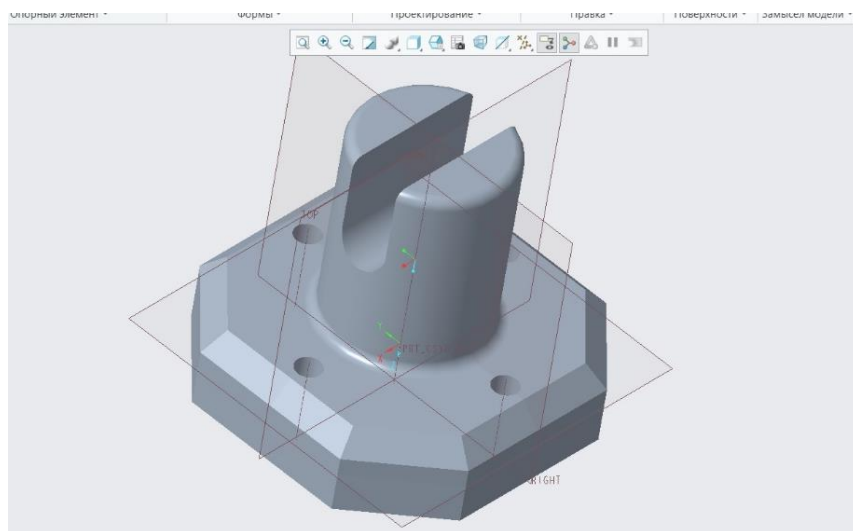 Опорный элемент Формы Проектирование Правка Поверхности Замысел модели
TOP
RIGHT